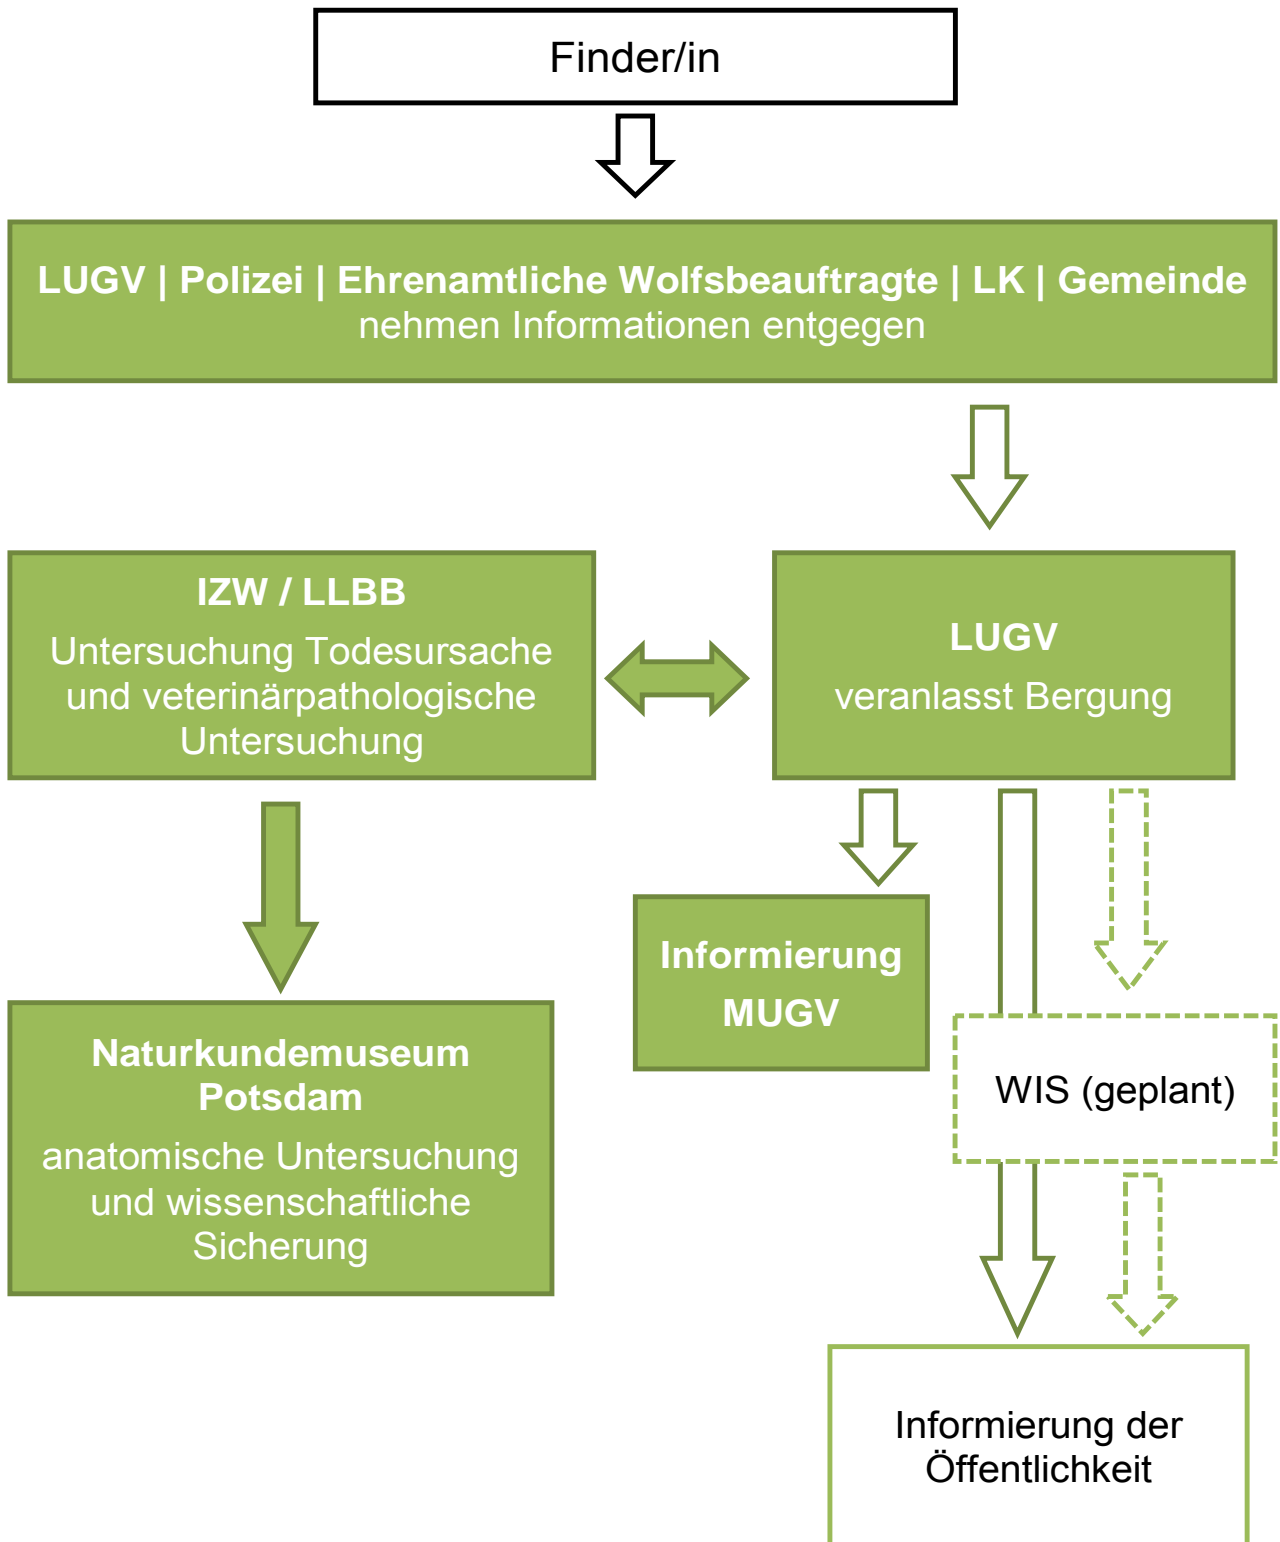 Finder/in
LUGV | Polizei | Ehrenamtliche Wolfsbeauftragte | LK | Gemeinde
nehmen Informationen entgegen
IZW / LLBB
Untersuchung Todesursache
und veterinärpathologische
Untersuchung
LUGV
veranlasst Bergung
Informierung
MUGV
Naturkundemuseum
Potsdam
anatomische Untersuchung
und wissenschaftliche
Sicherung
WIS (geplant)
Informierung der
Öffentlichkeit